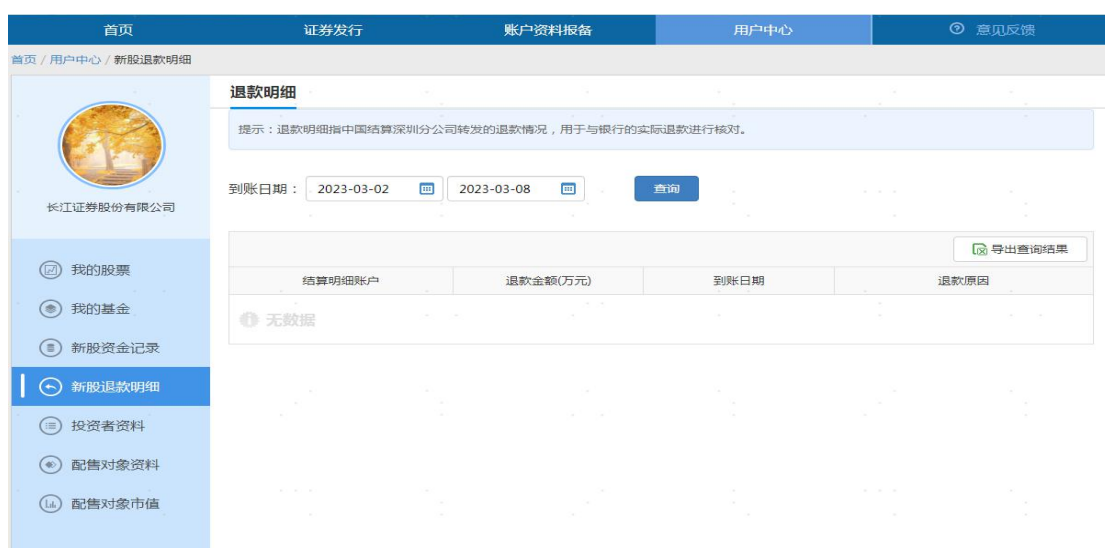 首页 证券发行 账户资料报备 用户中心 意见反馈
首页 / 用户中心 / 新股退款明细
长江证券股份有限公司
我的股票
我的基金
新股资金记录
新股退款明细
投资者资料
配售对象资料
配售对象市值
退款明细
提示：退款明细指中国结算深圳分公司转发的退款情况，用于与银行的实际退款进行核对。
到账日期： 2023-03-02 2023-03-08 查询
导出查询结果
结算明细账户 退款金额(万元) 到账日期 退款原因
无数据